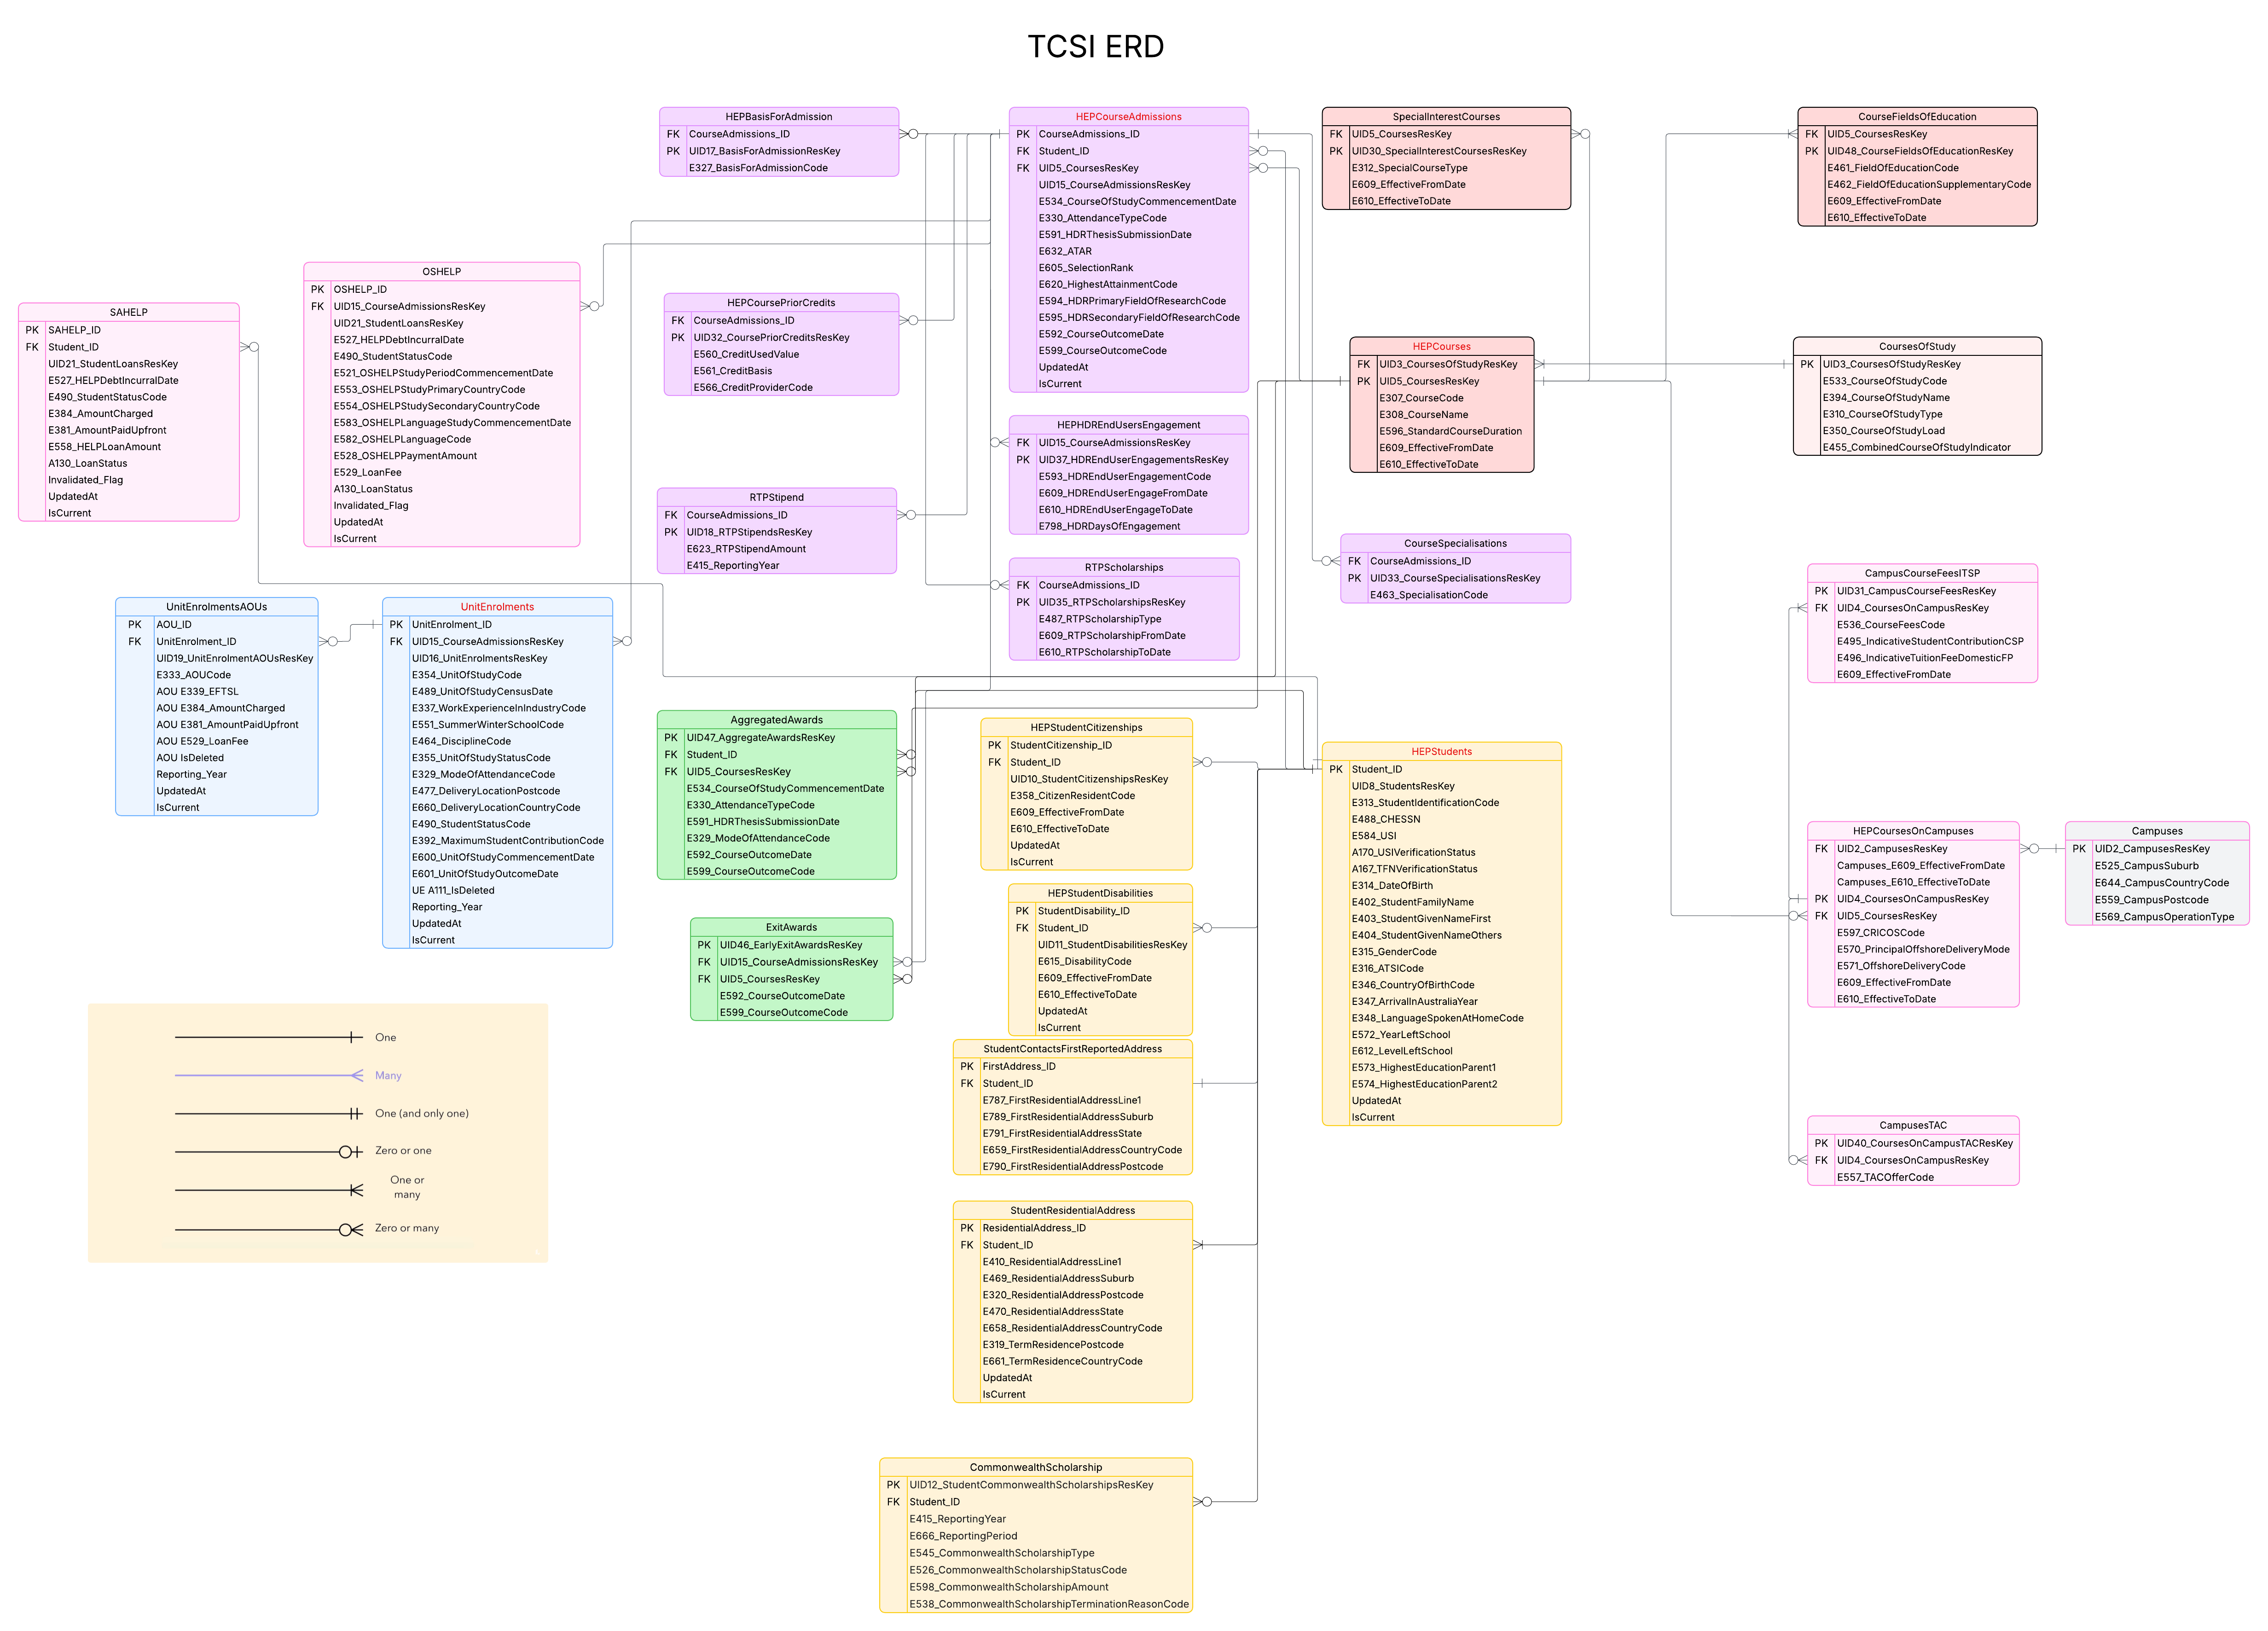 TCSI ERD
HEPBasisForAdmission
FK CourseAdmissions_ID
PK UID17_BasisForAdmissionResKey
E327_BasisForAdmissionCode
HEPCourseAdmissions
PK CourseAdmissions_ID
FK Student_ID
FK UID5_CoursesResKey
UID15_CourseAdmissionsResKey
E534_CourseOfStudyCommencementDate
E330_AttendanceTypeCode
E591_HDRThesisSubmissionDate
E632_ATAR
E605_SelectionRank
E620_HighestAttainmentCode
E594_HDRPrimaryFieldOfResearchCode
E595_HDRSecondaryFieldOfResearchCode
E592_CourseOutcomeDate
E599_CourseOutcomeCode
UpdatedAt
IsCurrent
SpecialInterestCourses
FK UID5_CoursesResKey
PK UID30_SpecialInterestCoursesResKey
E312_SpecialCourseType
E609_EffectiveFromDate
E610_EffectiveToDate
CourseFieldsOfEducation
FK UID5_CoursesResKey
PK UID48_CourseFieldsOfEducationResKey
E461_FieldOfEducationCode
E462_FieldOfEducationSupplementaryCode
E609_EffectiveFromDate
E610_EffectiveToDate
OSHELP
PK OSHELP_ID
FK UID15_CourseAdmissionsResKey
UID21_StudentLoansResKey
E527_HELPDebtIncurralDate
E490_StudentStatusCode
E521_OSHELPStudyPeriodCommencementDate
E553_OSHELPStudyPrimaryCountryCode
E554_OSHELPStudySecondaryCountryCode
E583_OSHELPLanguageStudyCommencementDate
E582_OSHELPLanguageCode
E528_OSHELPPaymentAmount
E529_LoanFee
A130_LoanStatus
Invalidated_Flag
UpdatedAt
IsCurrent
SAHELP
PK SAHELP_ID
FK Student_ID
UID21_StudentLoansResKey
E527_HELPDebtIncurralDate
E490_StudentStatusCode
E384_AmountCharged
E381_AmountPaidUpfront
E558_HELPLoanAmount
A130_LoanStatus
Invalidated_Flag
UpdatedAt
IsCurrent
HEPCoursePriorCredits
FK CourseAdmissions_ID
PK UID32_CoursePriorCreditsResKey
E560_CreditUsedValue
E561_CreditBasis
E566_CreditProviderCode
HEPCourses
FK UID3_CoursesOfStudyResKey
PK UID5_CoursesResKey
E307_CourseCode
E308_CourseName
E596_StandardCourseDuration
E609_EffectiveFromDate
E610_EffectiveToDate
CoursesOfStudy
PK UID3_CoursesOfStudyResKey
E533_CourseOfStudyCode
E394_CourseOfStudyName
E310_CourseOfStudyType
E350_CourseOfStudyLoad
E455_CombinedCourseOfStudyIndicator
HEPHDREndUsersEngagement
FK UID15_CourseAdmissionsResKey
PK UID37_HDREndUserEngagementsResKey
E593_HDREndUserEngagementCode
E609_HDREndUserEngageFromDate
E610_HDREndUserEngageToDate
E798_HDRDaysOfEngagement
RTPStipend
FK CourseAdmissions_ID
PK UID18_RTPStipendsResKey
E623_RTPStipendAmount
E415_ReportingYear
CourseSpecialisations
FK CourseAdmissions_ID
PK UID33_CourseSpecialisationsResKey
E463_SpecialisationCode
RTPScholarships
FK CourseAdmissions_ID
PK UID35_RTPScholarshipsResKey
E487_RTPScholarshipType
E609_RTPScholarshipFromDate
E610_RTPScholarshipToDate
CampusCourseFeesITSP
PK UID31_CampusCourseFeesResKey
FK UID4_CoursesOnCampusResKey
E536_CourseFeesCode
E495_IndicativeStudentContributionCSP
E496_IndicativeTuitionFeeDomesticFP
E609_EffectiveFromDate
UnitEnrolmentsAOUs
PK AOU_ID
FK UnitEnrolment_ID
UID19_UnitEnrolmentAOUsResKey
E333_AOUCode
AOU E339_EFTSL
AOU E384_AmountCharged
AOU E381_AmountPaidUpfront
AOU E529_LoanFee
AOU IsDeleted
Reporting_Year
UpdatedAt
IsCurrent
UnitEnrolments
PK UnitEnrolment_ID
FK UID15_CourseAdmissionsResKey
UID16_UnitEnrolmentsResKey
E354_UnitOfStudyCode
E489_UnitOfStudyCensusDate
E337_WorkExperienceInIndustryCode
E551_SummerWinterSchoolCode
E464_DisciplineCode
E355_UnitOfStudyStatusCode
E329_ModeOfAttendanceCode
E477_DeliveryLocationPostcode
E660_DeliveryLocationCountryCode
E490_StudentStatusCode
E392_MaximumStudentContributionCode
E600_UnitOfStudyCommencementDate
E601_UnitOfStudyOutcomeDate
UE A111_IsDeleted
Reporting_Year
UpdatedAt
IsCurrent
AggregatedAwards
PK UID47_AggregateAwardsResKey
FK Student_ID
FK UID5_CoursesResKey
E534_CourseOfStudyCommencementDate
E330_AttendanceTypeCode
E591_HDRThesisSubmissionDate
E329_ModeOfAttendanceCode
E592_CourseOutcomeDate
E599_CourseOutcomeCode
HEPStudentCitizenships
PK StudentCitizenship_ID
FK Student_ID
UID10_StudentCitizenshipsResKey
E358_CitizenResidentCode
E609_EffectiveFromDate
E610_EffectiveToDate
UpdatedAt
IsCurrent
HEPStudents
PK Student_ID
UID8_StudentsResKey
E313_StudentIdentificationCode
E488_CHESSN
E584_USI
A170_USIVerificationStatus
A167_TFNVerificationStatus
E314_DateOfBirth
E402_StudentFamilyName
E403_StudentGivenNameFirst
E404_StudentGivenNameOthers
E315_GenderCode
E316_ATSICode
E346_CountryOfBirthCode
E347_ArrivalInAustraliaYear
E348_LanguageSpokenAtHomeCode
E572_YearLeftSchool
E612_LevelLeftSchool
E573_HighestEducationParent1
E574_HighestEducationParent2
UpdatedAt
IsCurrent
HEPCoursesOnCampuses
FK UID2_CampusesResKey
Campuses_E609_EffectiveFromDate
Campuses_E610_EffectiveToDate
PK UID4_CoursesOnCampusResKey
FK UID5_CoursesResKey
E597_CRICOSCode
E570_PrincipalOffshoreDeliveryMode
E571_OffshoreDeliveryCode
E609_EffectiveFromDate
E610_EffectiveToDate
Campuses
PK UID2_CampusesResKey
E525_CampusSuburb
E644_CampusCountryCode
E559_CampusPostcode
E569_CampusOperationType
HEPStudentDisabilities
PK StudentDisability_ID
FK Student_ID
UID11_StudentDisabilitiesResKey
E615_DisabilityCode
E609_EffectiveFromDate
E610_EffectiveToDate
UpdatedAt
IsCurrent
ExitAwards
PK UID46_EarlyExitAwardsResKey
FK UID15_CourseAdmissionsResKey
FK UID5_CoursesResKey
E592_CourseOutcomeDate
E599_CourseOutcomeCode
One
Many
One (and only one)
Zero or one
One or
many
Zero or many
StudentContactsFirstReportedAddress
PK FirstAddress_ID
FK Student_ID
E787_FirstResidentialAddressLine1
E789_FirstResidentialAddressSuburb
E791_FirstResidentialAddressState
E659_FirstResidentialAddressCountryCode
E790_FirstResidentialAddressPostcode
CampusesTAC
PK UID40_CoursesOnCampusTACResKey
FK UID4_CoursesOnCampusResKey
E557_TACOfferCode
StudentResidentialAddress
PK ResidentialAddress_ID
FK Student_ID
E410_ResidentialAddressLine1
E469_ResidentialAddressSuburb
E320_ResidentialAddressPostcode
E470_ResidentialAddressState
E658_ResidentialAddressCountryCode
E319_TermResidencePostcode
E661_TermResidenceCountryCode
UpdatedAt
IsCurrent
CommonwealthScholarship
PK UID12_StudentCommonwealthScholarshipsResKey
FK Student_ID
E415_ReportingYear
E666_ReportingPeriod
E545_CommonwealthScholarshipType
E526_CommonwealthScholarshipStatusCode
E598_CommonwealthScholarshipAmount
E538_CommonwealthScholarshipTerminationReasonCode